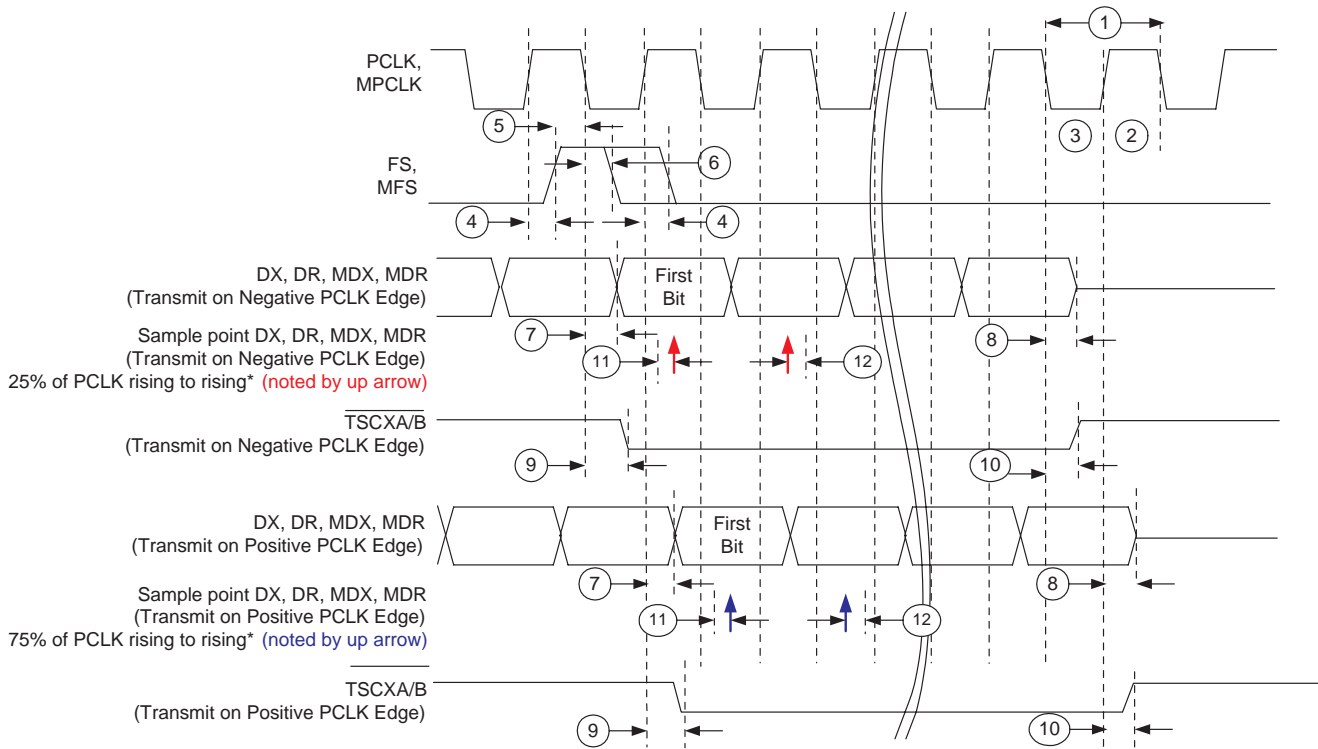 1
PCLK,
MPCLK
3
2
5
6
FS,
MFS
4
4
DX, DR, MDX, MDR
(Transmit on Negative PCLK Edge)
First
Bit
7
8
Sample point DX, DR, MDX, MDR
(Transmit on Negative PCLK Edge)
25% of PCLK rising to rising* (noted by up arrow)
11
12
TSCXA/B
(Transmit on Negative PCLK Edge)
9
10
DX, DR, MDX, MDR
(Transmit on Positive PCLK Edge)
First
Bit
7
8
Sample point DX, DR, MDX, MDR
(Transmit on Positive PCLK Edge)
75% of PCLK rising to rising* (noted by up arrow)
11
12
TSCXA/B
(Transmit on Positive PCLK Edge)
9
10